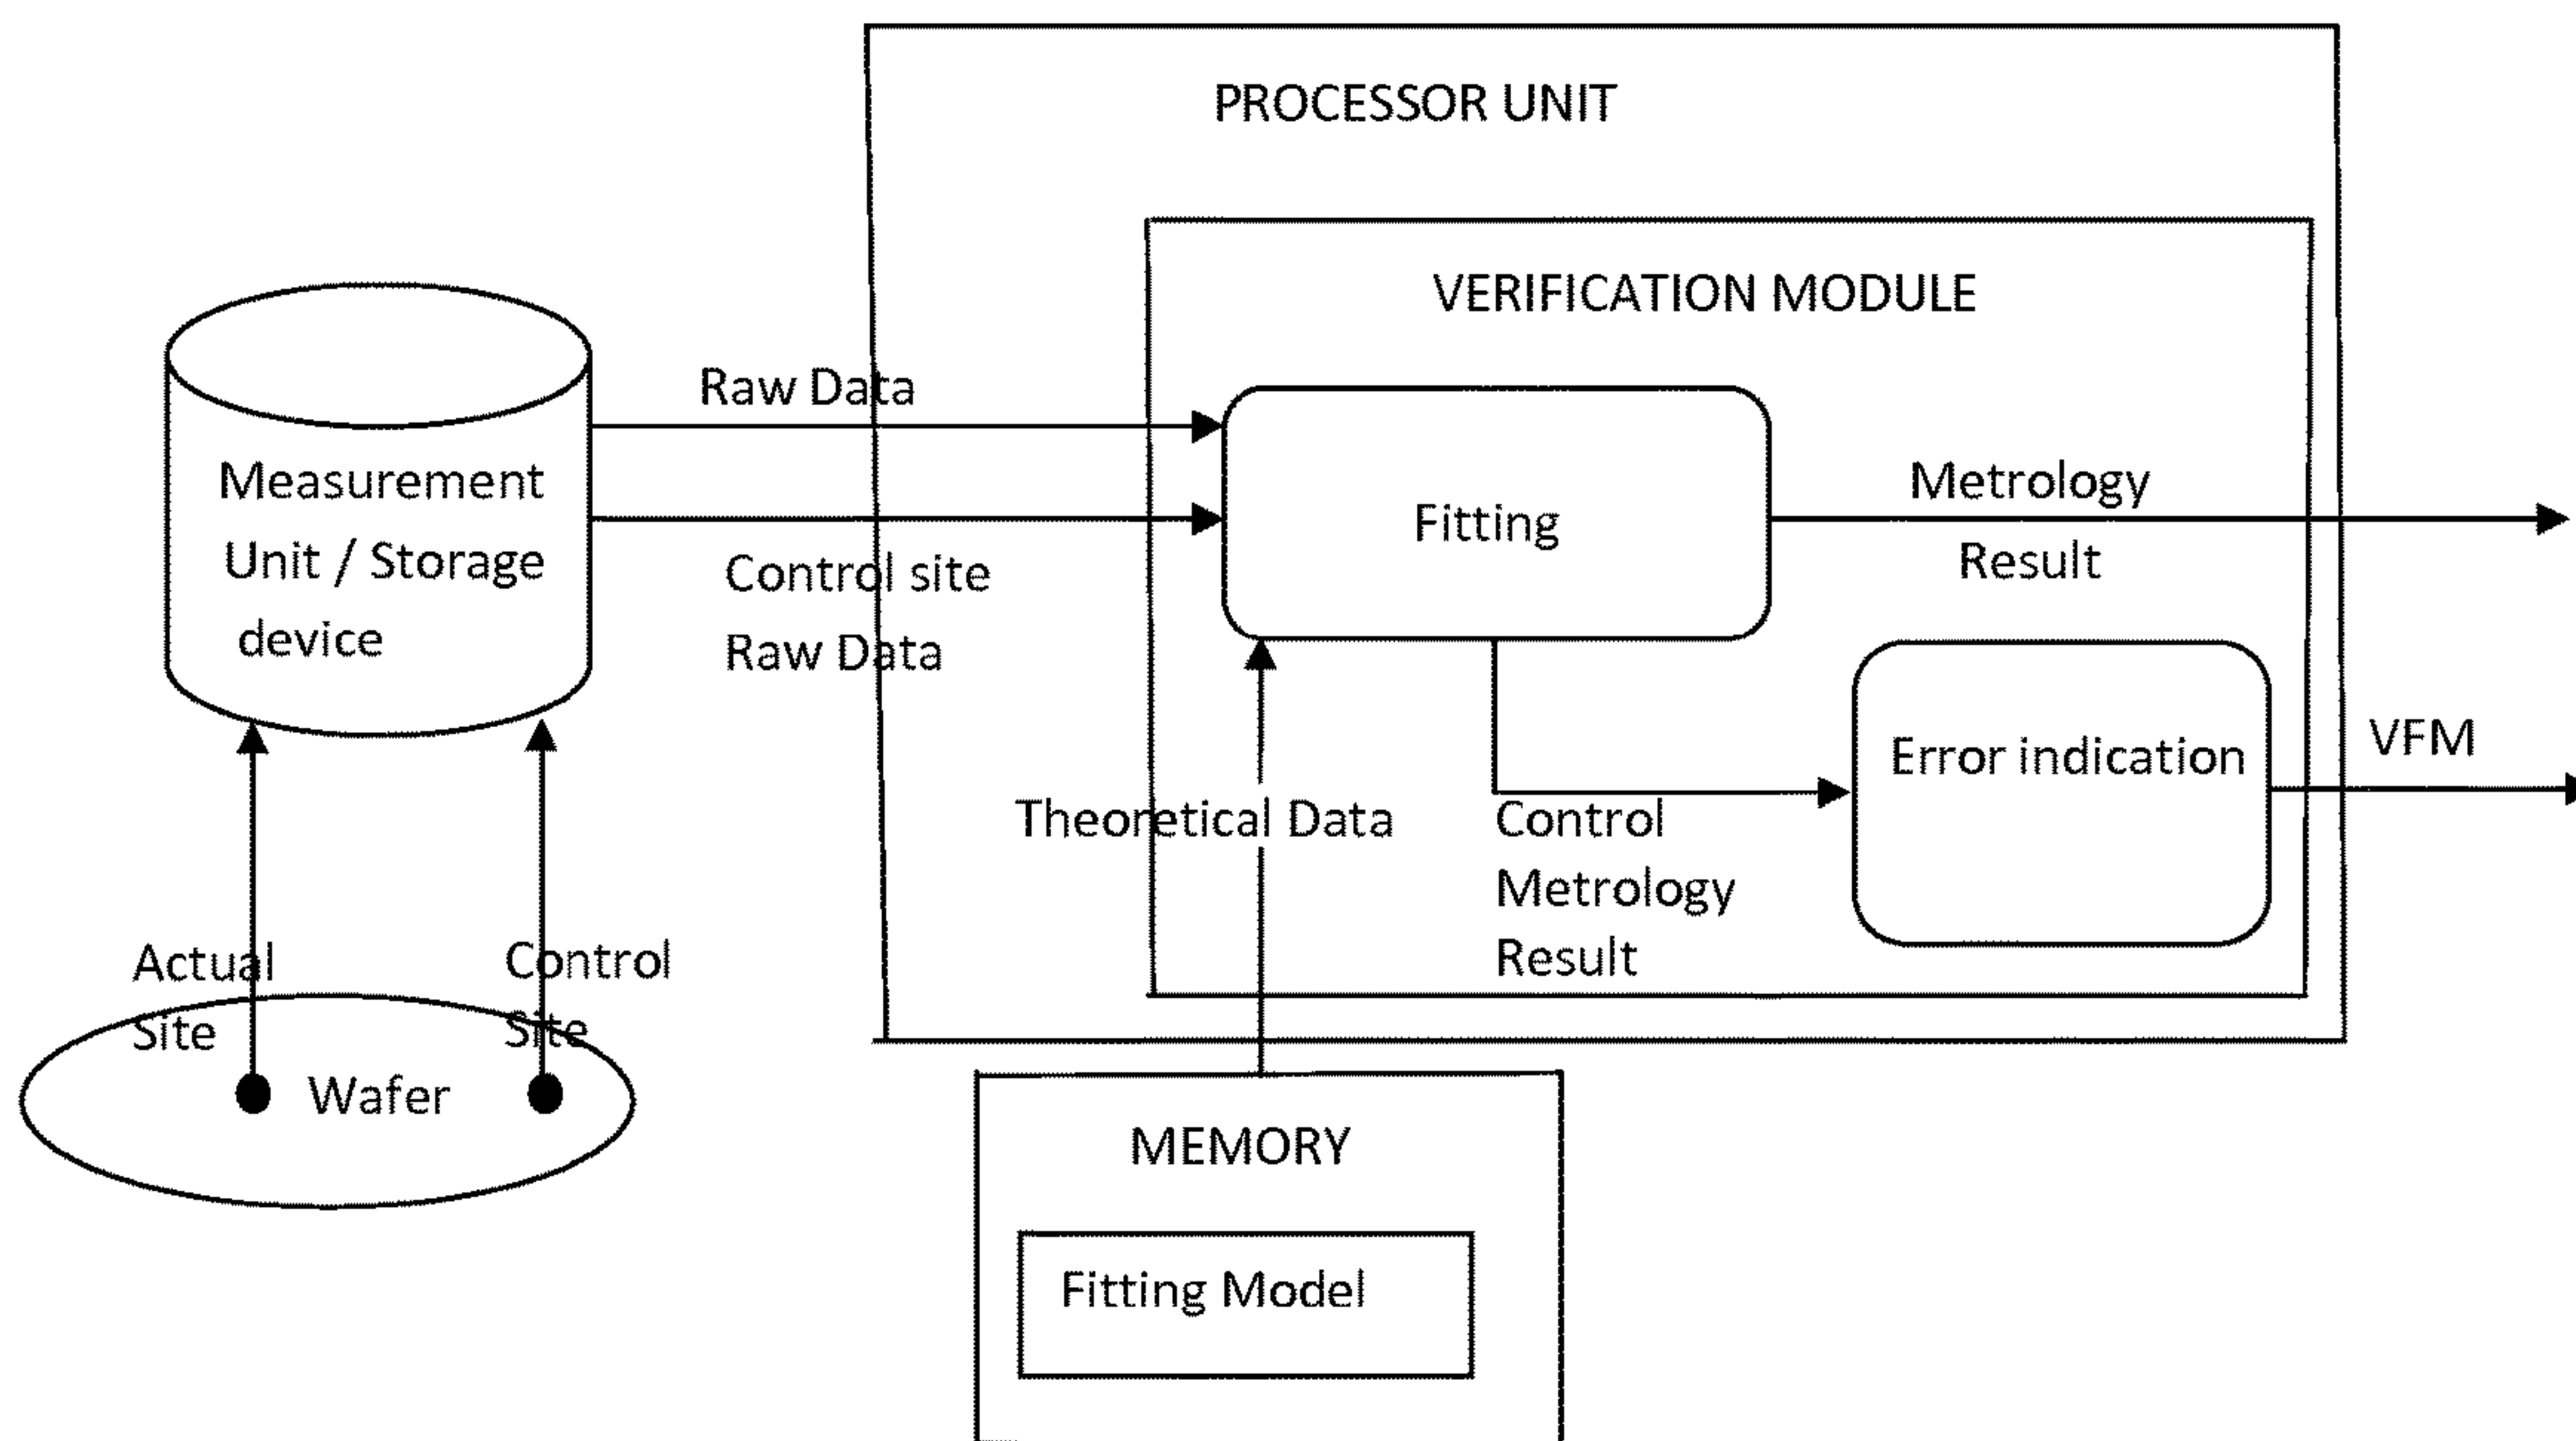 PROCESSOR UNIT
VERIFICATION MODULE
Raw Data
Measurement
Unit / Storage
device
Control site
Raw Data
Fitting
Metrology
Result
Error indication
VFM
Theoretical Data
Control
Metrology
Result
Actual
Site
Control
Site
Wafer
MEMORY
Fitting Model